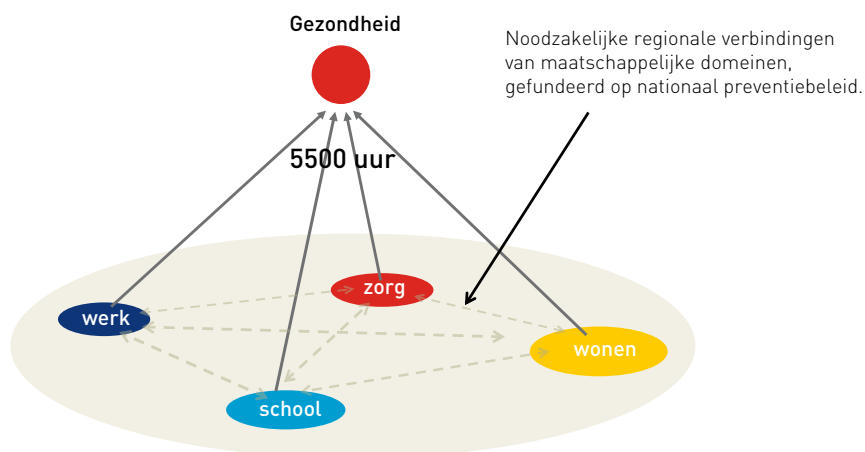 Gezondheid
Noodzakelijke regionale verbindingen
van maatschappelijke domeinen,
gefundeerd op nationaal preventiebeleid.
5500 uur
zorg
werk
wonen
school